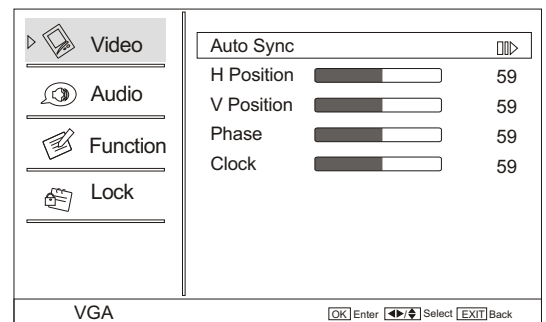 Video
Audio
Function
Lock
Auto Sync
H Position 59
V Position 59
Phase 59
Clock 59
VGA
OK Enter ◀▶/▲▼ Select EXIT Back